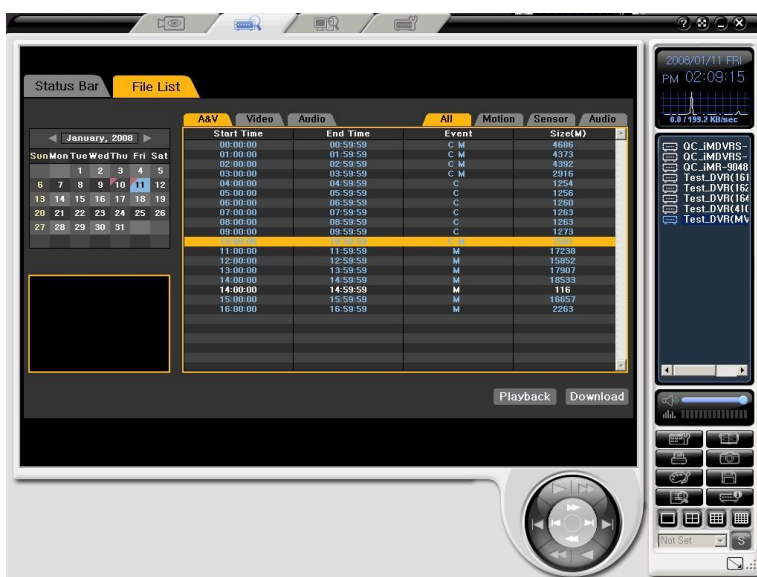 2008/01/11 FRI
PM 02:09:15
0.0 / 199.2 KB/sec
Status Bar File List
A&V Video Audio All Motion Sensor Audio
January, 2008
Sun Mon Tue Wed Thu Fri Sat
1 2 3 4 5
6 7 8 9 10 11 12
13 14 15 16 17 18 19
20 21 22 23 24 25 26
27 28 29 30 31
Start Time End Time Event Size(M)
00:00:00 00:59:59 C M 4686
01:00:00 01:59:59 C M 4373
02:00:00 02:59:59 C M 4392
03:00:00 03:59:59 C M 2916
04:00:00 04:59:59 C 1254
05:00:00 05:59:59 C 1256
06:00:00 06:59:59 C 1260
07:00:00 07:59:59 C 1263
08:00:00 08:59:59 C 1263
09:00:00 09:59:59 C 1273
11:00:00 11:59:59 M 17238
12:00:00 12:59:59 M 15852
13:00:00 13:59:59 M 17907
14:00:00 14:59:59 M 18533
14:00:00 14:59:59 M 116
15:00:00 15:59:59 M 16657
16:00:00 16:59:59 M 2263
Playback Download
QC_iMDVRS-
QC_iMDVRS-
QC_iMR-9048
Test_DVR(161
Test_DVR(162
Test_DVR(164
Test_DVR(410
Test_DVR(MV
Not Set S